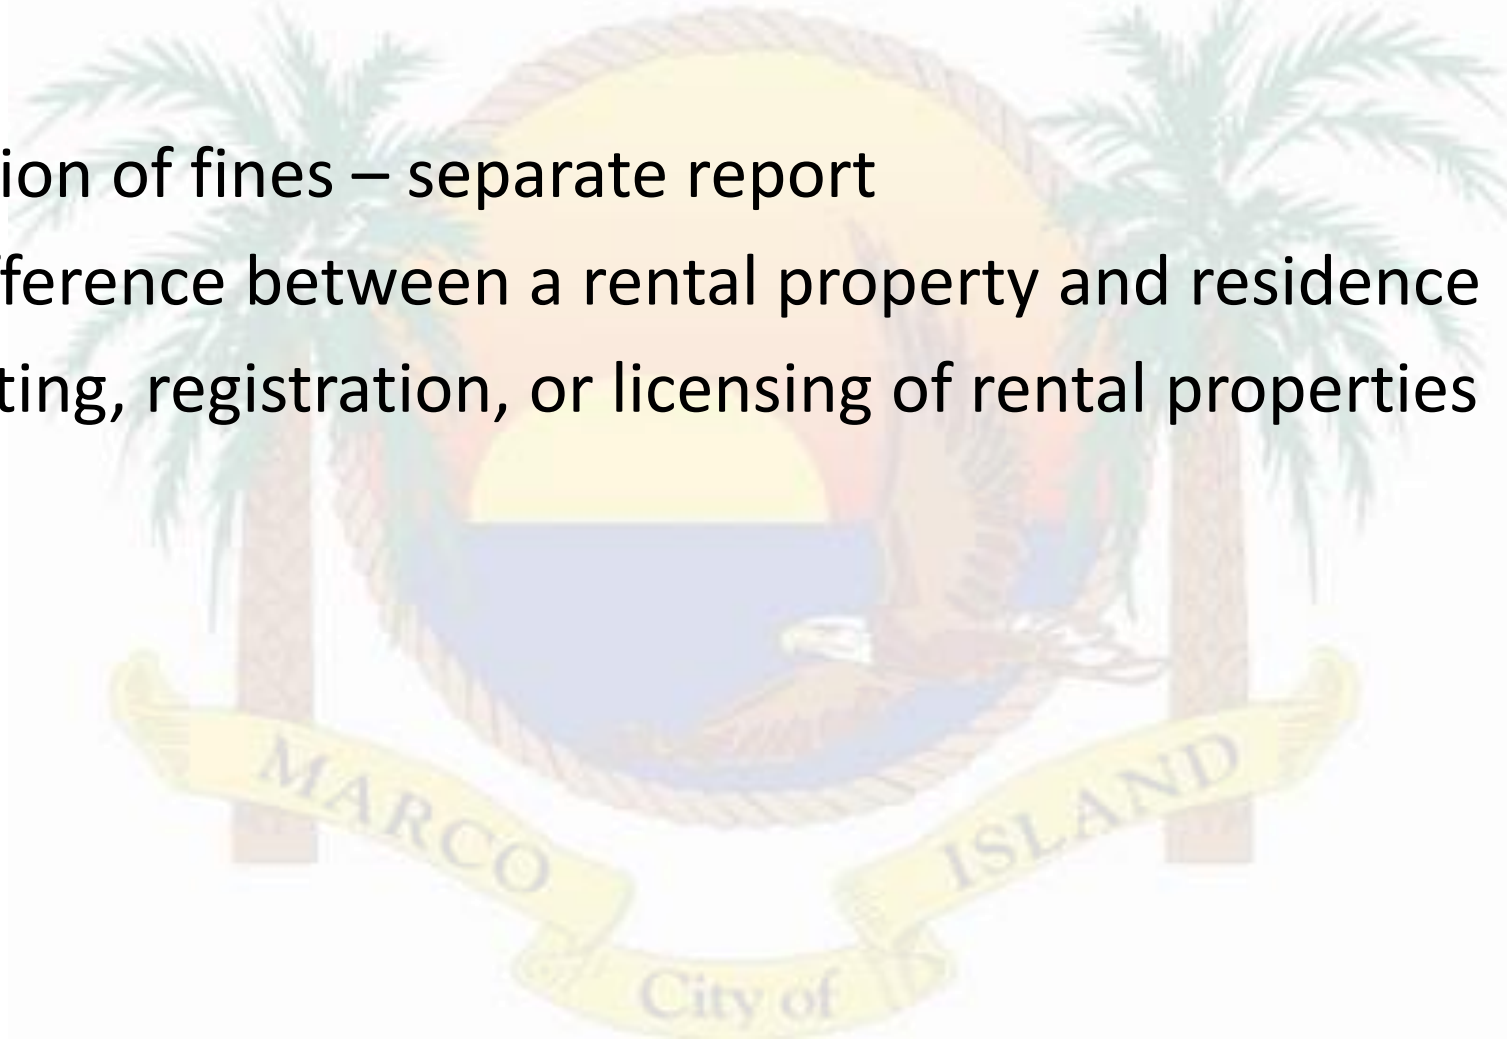 ion of fines – separate report
fference between a rental property and residence
ting, registration, or licensing of rental properties
MARCO ISLAND
City of